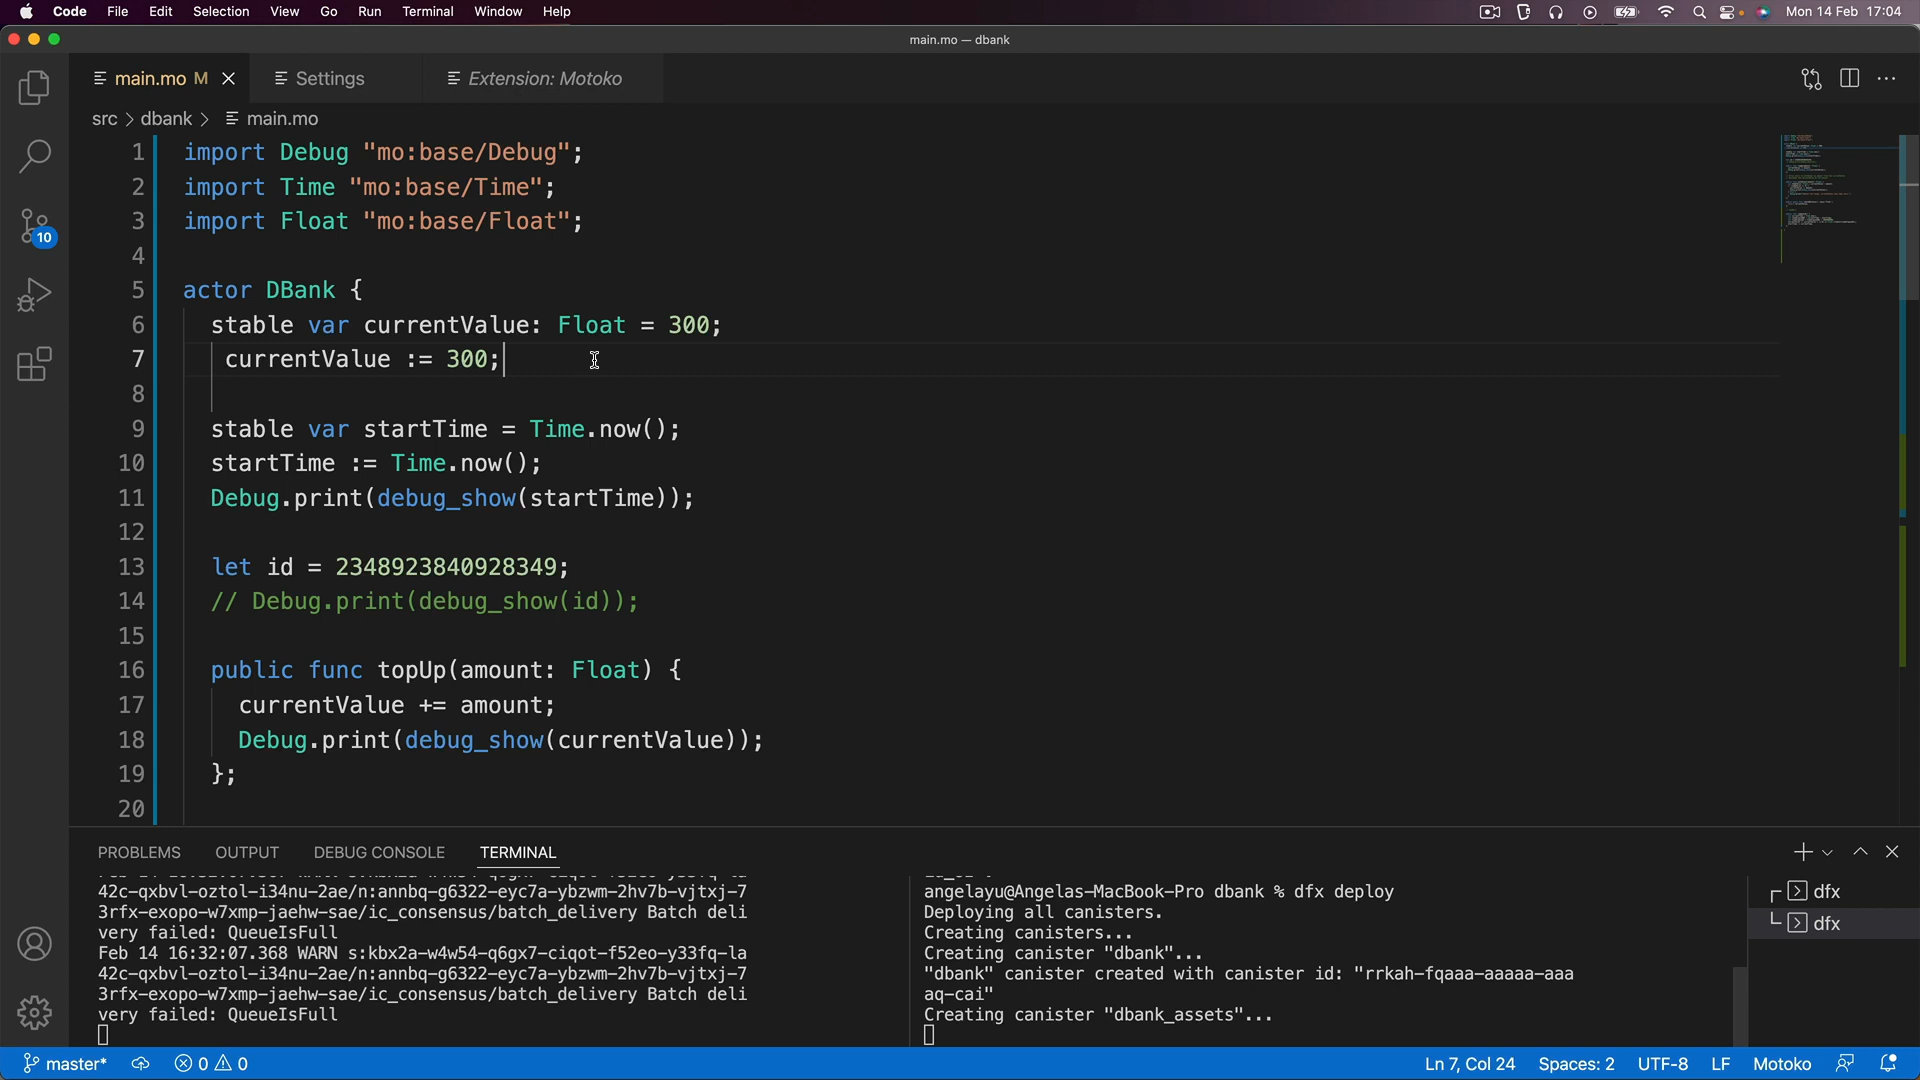 Code File Edit Selection View Go Run Terminal Window Help Mon 14 Feb 17:04
main.mo — dbank
main.mo M Settings Extension: Motoko
src > dbank > main.mo
1 import Debug "mo:base/Debug";
2 import Time "mo:base/Time";
3 import Float "mo:base/Float";
4
5 actor DBank {
6 stable var currentValue: Float = 300;
7 currentValue := 300;
8
9 stable var startTime = Time.now();
10 startTime := Time.now();
11 Debug.print(debug_show(startTime));
12
13 let id = 2348923840928349;
14 // Debug.print(debug_show(id));
15
16 public func topUp(amount: Float) {
17 currentValue += amount;
18 Debug.print(debug_show(currentValue));
19 };
20
10
PROBLEMS OUTPUT DEBUG CONSOLE TERMINAL
42c-qxbvl-oztol-i34nu-2ae/n:annbq-g6322-eyc7a-ybzwm-2hv7b-vjtxj-7
3rfx-exopo-w7xmp-jaehw-sae/ic_consensus/batch_delivery Batch deli
very failed: QueueIsFull
Feb 14 16:32:07.368 WARN s:kbx2a-w4w54-q6gx7-ciqot-f52eo-y33fq-la
42c-qxbvl-oztol-i34nu-2ae/n:annbq-g6322-eyc7a-ybzwm-2hv7b-vjtxj-7
3rfx-exopo-w7xmp-jaehw-sae/ic_consensus/batch_delivery Batch deli
very failed: QueueIsFull
angelayu@Angelas-MacBook-Pro dbank % dfx deploy
Deploying all canisters.
Creating canisters...
Creating canister "dbank"...
"dbank" canister created with canister id: "rrkah-fqaaa-aaaaa-aaa
aq-cai"
Creating canister "dbank_assets"...
dfx
dfx
master* 0 0 Ln 7, Col 24 Spaces: 2 UTF-8 LF Motoko